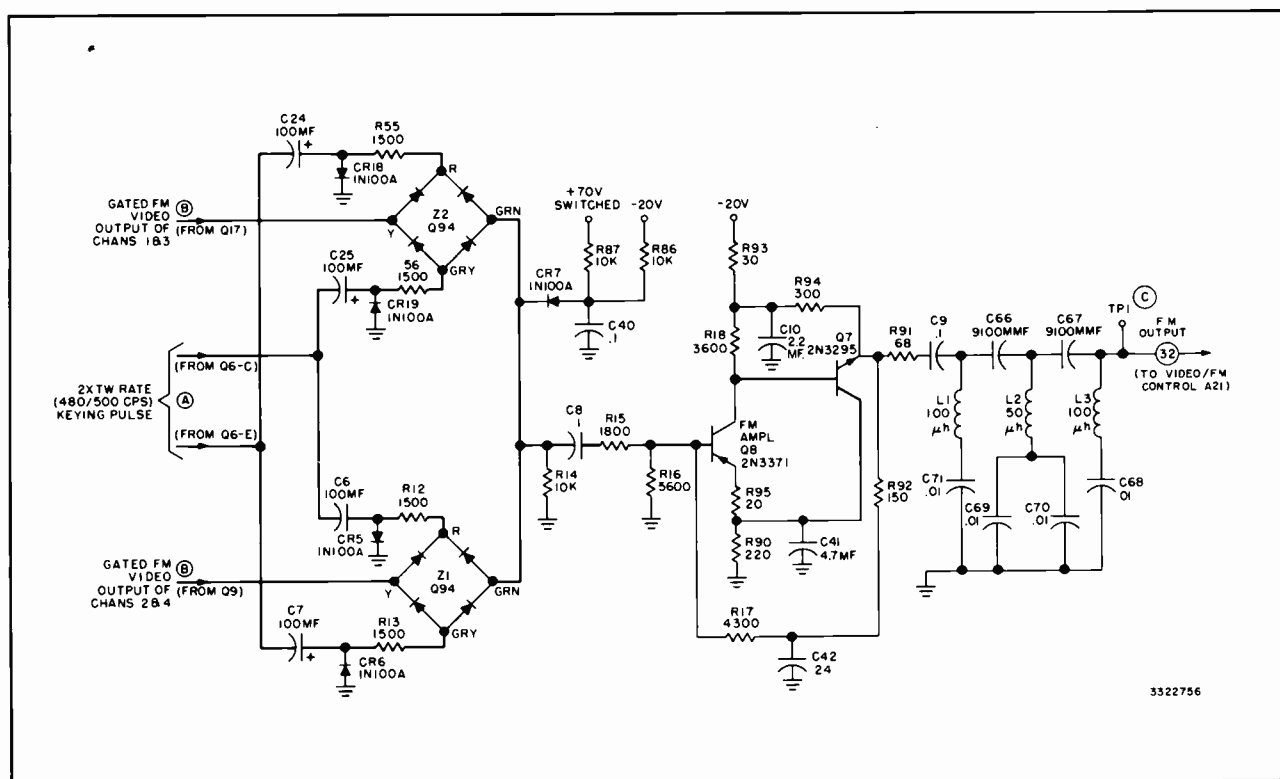 C24
100MF
+
R55
1500
CR18
1N100A
R
GATED FM
VIDEO
OUTPUT OF
CHANS 1&3
B
(FROM Q17)
Y
Z2
Q94
GRN
GRY
C25
100MF
+
56
1500
CR19
1N100A
+70V
SWITCHED
-20V
R87
10K
R86
10K
CR7
1N100A
C40
.1
2X TW RATE
(480/500 CPS)
KEYING PULSE
A
(FROM Q6-C)
(FROM Q6-E)
C6
100MF
R12
1500
CR5
1N100A
R
GATED FM
VIDEO
OUTPUT OF
CHANS 2&4
B
(FROM Q9)
Y
Z1
Q94
GRN
GRY
C7
100MF
+
R13
1500
CR6
1N100A
-20V
R93
30
R94
300
R18
3600
C10
2.2
MF
Q7
2N3295
R91
68
C9
.1
C66
9100MMF
C67
9100MMF
TP1
C
FM
OUTPUT
32
(TO VIDEO/FM
CONTROL A21)
C8
.1
R15
1800
R14
10K
R16
5600
FM
AMPL
Q8
2N3371
R95
20
R90
220
C41
4.7MF
R92
150
R17
4300
C42
24
L1
100
μh
L2
50
μh
L3
100
μh
C71
.01
C69
.01
C70
.01
C68
01
3322756